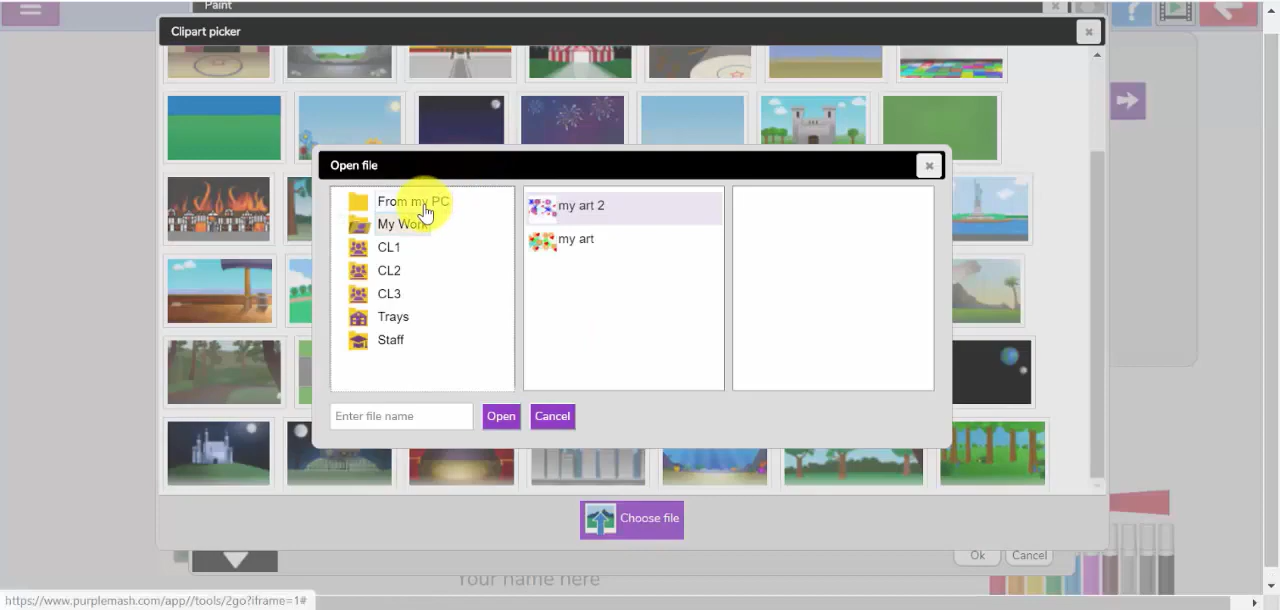 Paint
Clipart picker
Open file
From my PC
My Work
CL1
CL2
CL3
Trays
Staff
my art 2
my art
Enter file name
Open
Cancel
Choose file
Ok
Cancel
Your name here
https://www.purplemash.com/app//tools/2go?iframe=1#